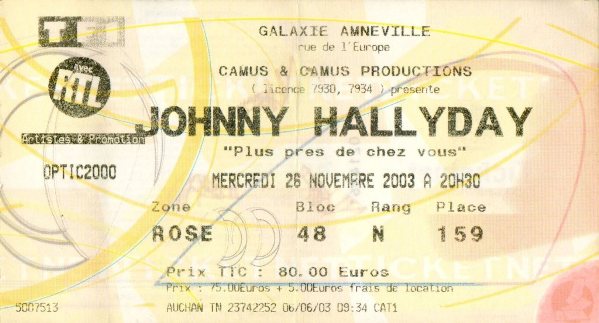 GALAXIE AMNEVILLE
rue de l'Europe
TF1
CAMUS & CAMUS PRODUCTIONS
( licence 7930, 7934 ) présente
avec
RTL
JOHNNY HALLYDAY
Artistes & Promotion
"Plus pres de chez vous"
OPTIC2000
MERCREDI 26 NOVEMBRE 2003 A 20H30
Zone Bloc Rang Place
ROSE 48 N 159
Prix TTC : 80.00 Euros
Prix : 75.00Euros + 5.00Euros frais de location
5007513
AUCHAN TN 23742252 06/06/03 09:34 CAT1